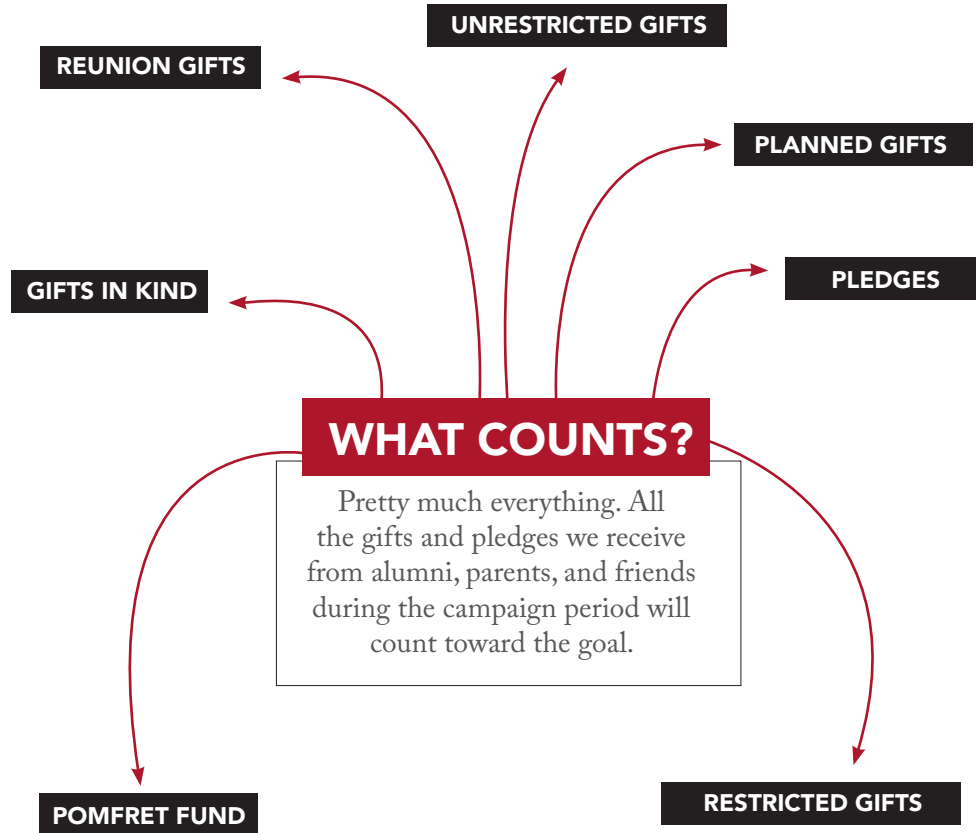 UNRESTRICTED GIFTS
REUNION GIFTS
PLANNED GIFTS
GIFTS IN KIND
PLEDGES
WHAT COUNTS?
Pretty much everything. All
the gifts and pledges we receive
from alumni, parents, and friends
during the campaign period will
count toward the goal.
POMFRET FUND
RESTRICTED GIFTS